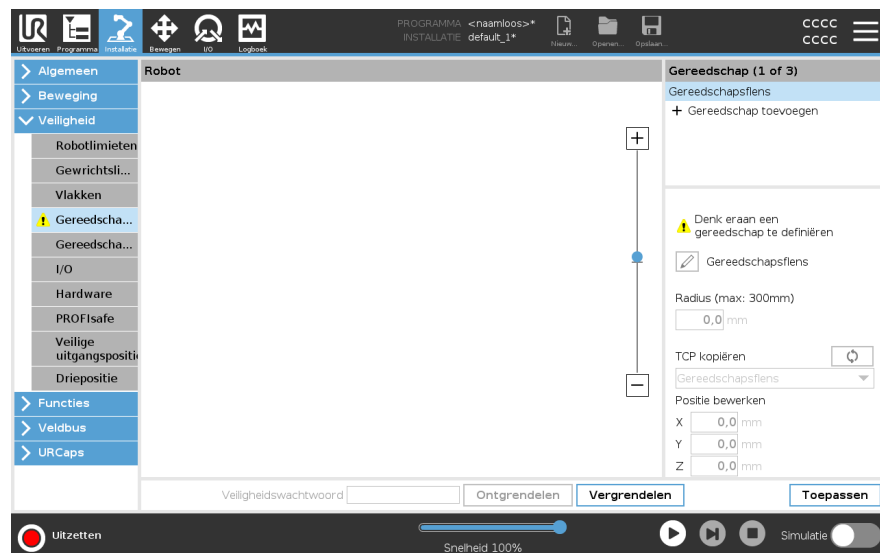 PROGRAMMA <naamloos>*
INSTALLATIE default_1*
Uitvoeren Programma Installatie Bewegen I/O Logboek
Nieuw... Openen... Opslaan...
CCCC
CCCC
Algemeen
Beweging
Veiligheid
Robotlimieten
Gewrichtsli...
Vlakken
Gereedscha...
Gereedscha...
I/O
Hardware
PROFIsafe
Veilige
uitgangspositi
Driepositie
Functies
Veldbus
URCaps
Robot
Gereedschap (1 of 3)
Gereedschapsflens
+ Gereedschap toevoegen
Denk eraan een
gereedschap te definiëren
Gereedschapsflens
Radius (max: 300mm)
0,0 mm
TCP kopiëren
Gereedschapsflens
Positie bewerken
X 0,0 mm
Y 0,0 mm
Z 0,0 mm
Veiligheidswachtwoord Ontgrendelen Vergrendelen Toepassen
Uitzetten
Snelheid 100%
Simulatie